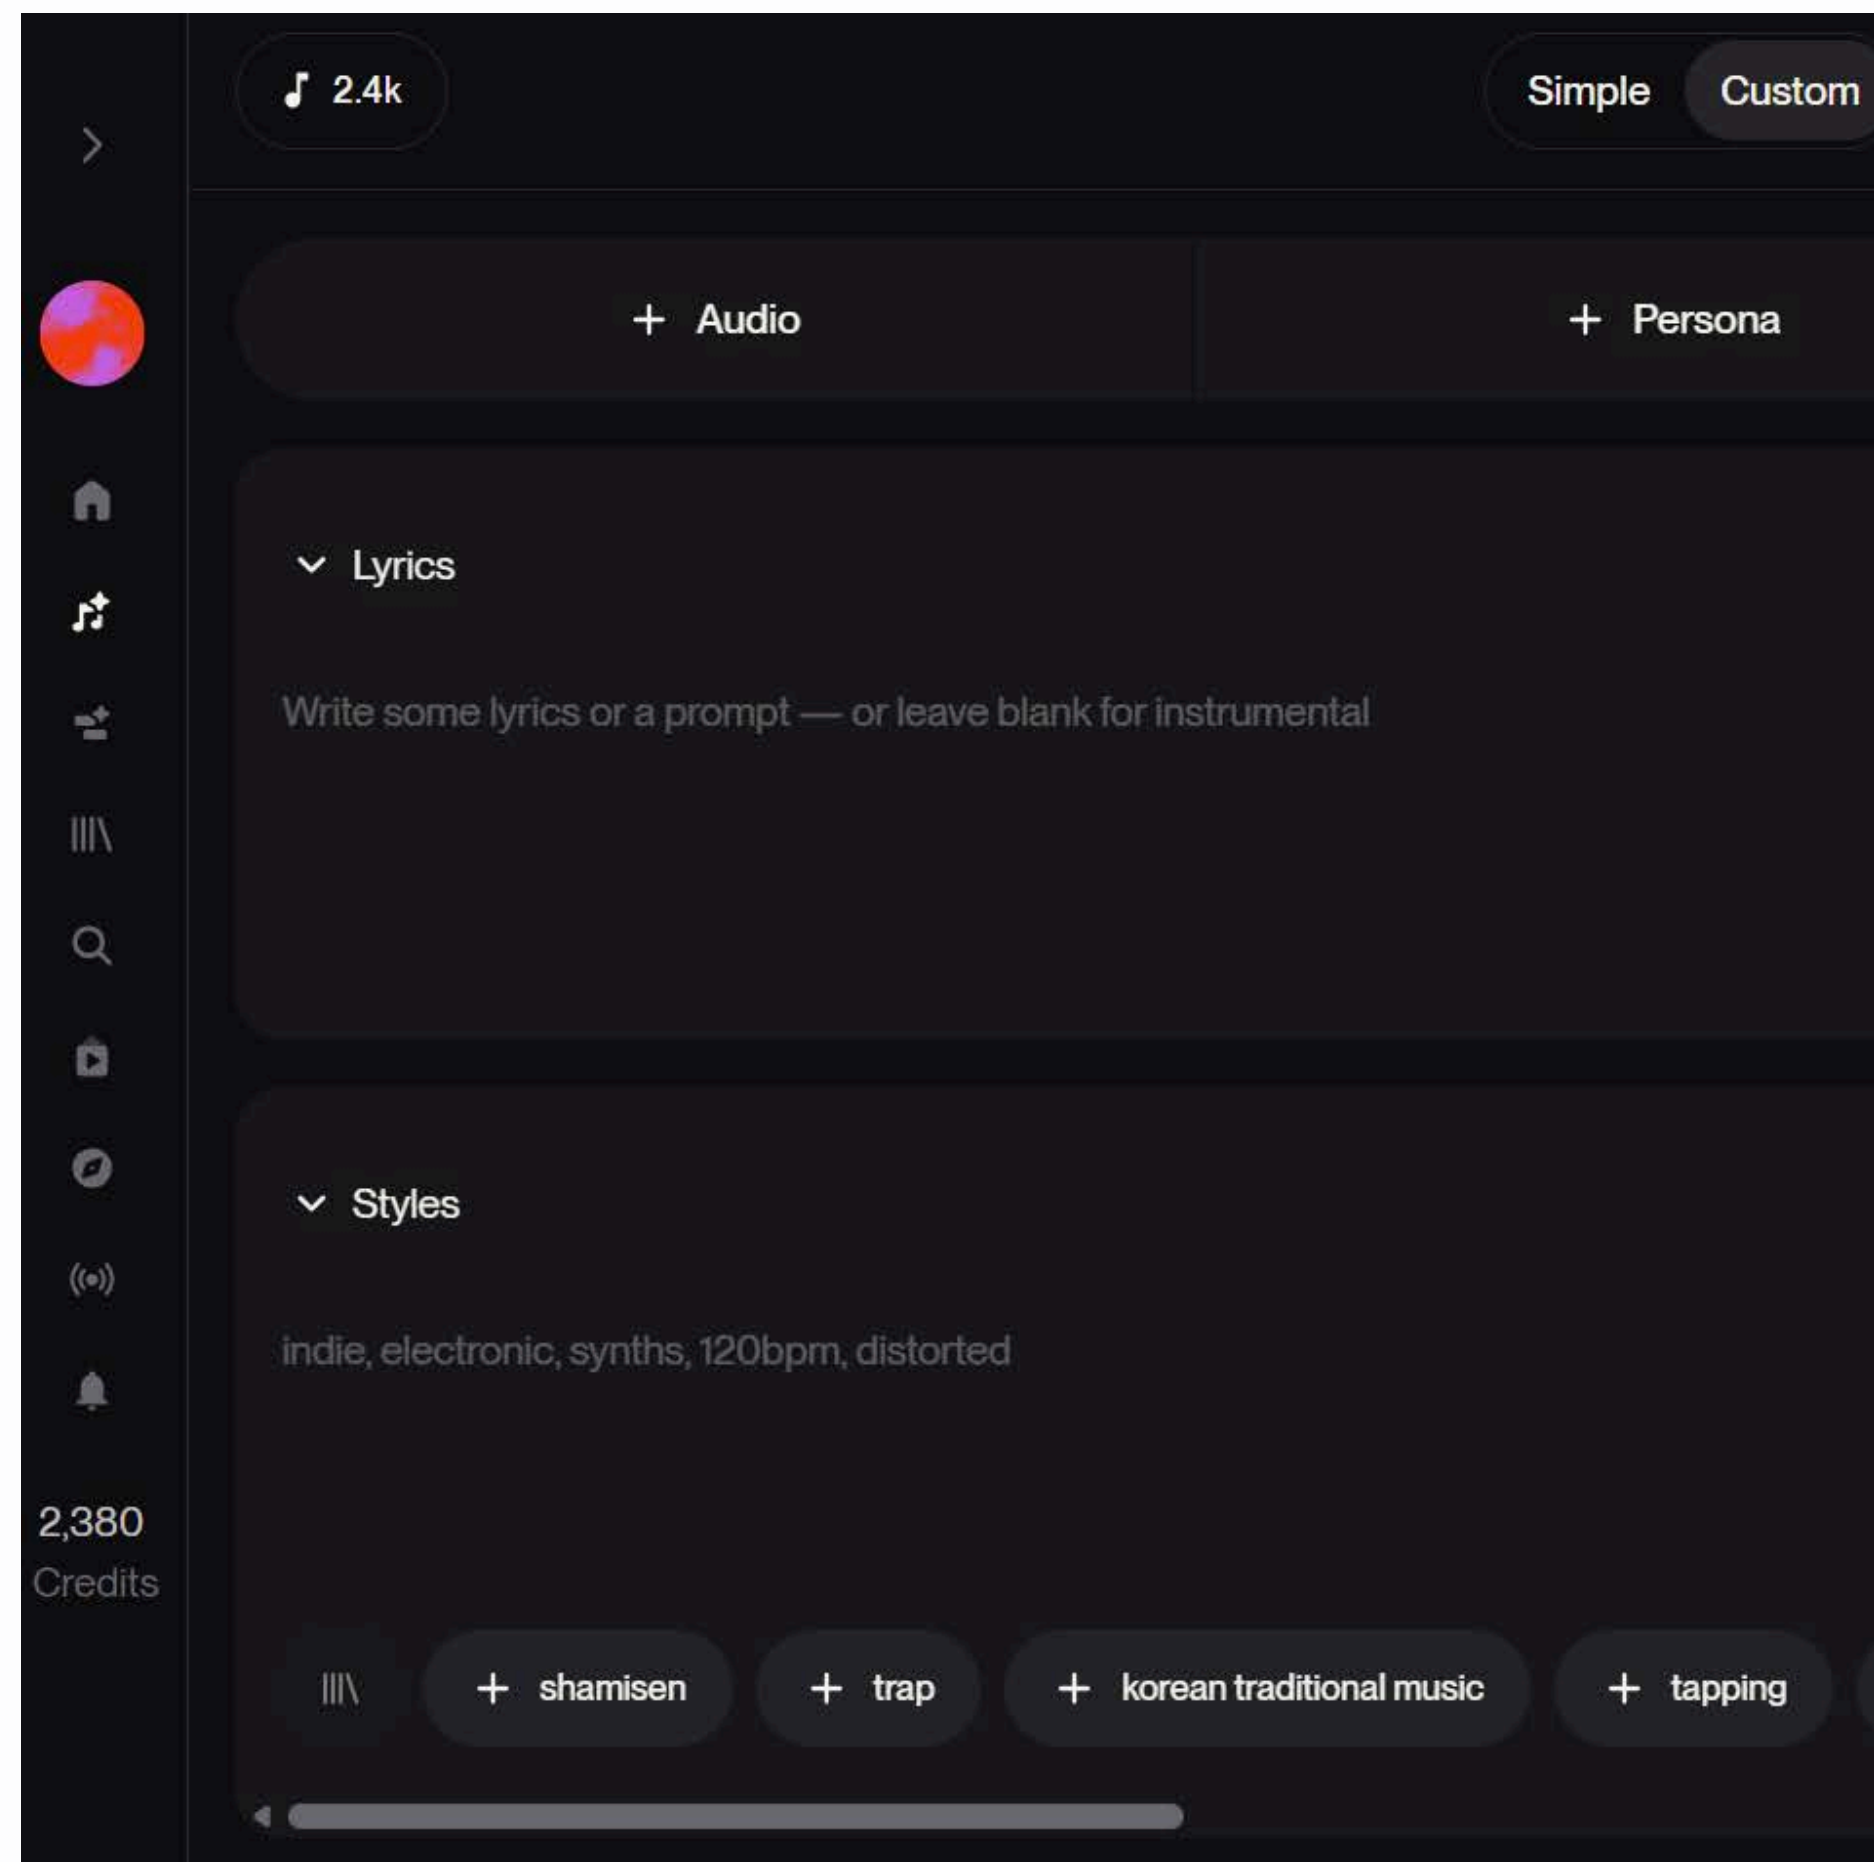 2.4k
Simple
Custom
+ Audio
+ Persona
Lyrics
Write some lyrics or a prompt — or leave blank for instrumental
Styles
indie, electronic, synths, 120bpm, distorted
2,380
Credits
+ shamisen
+ trap
+ korean traditional music
+ tapping